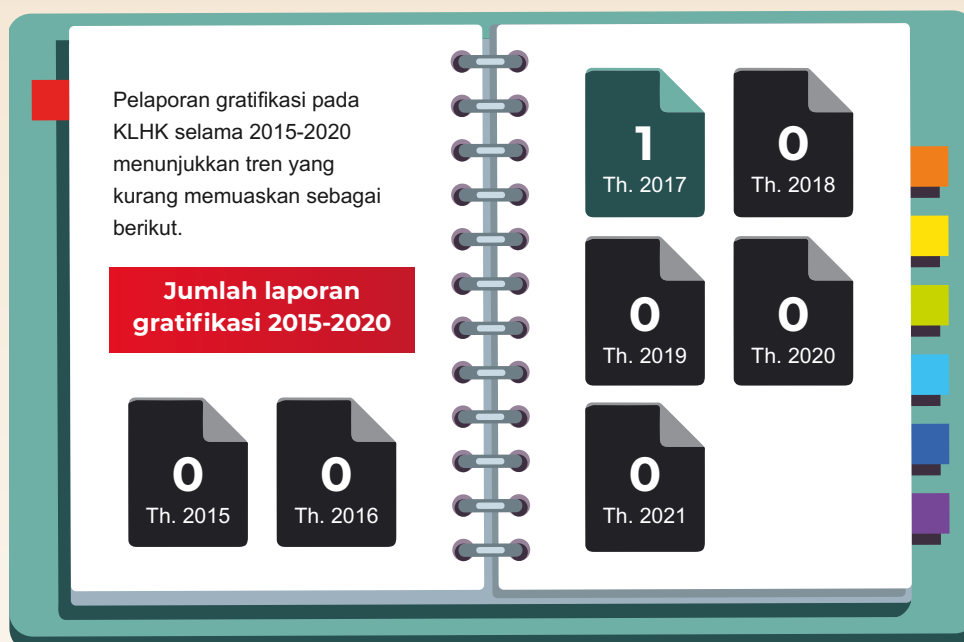 Pelaporan gratifikasi pada
KLHK selama 2015-2020
menunjukkan tren yang
kurang memuaskan sebagai
berikut.
Jumlah laporan
gratifikasi 2015-2020
0
Th. 2015
0
Th. 2016
1
Th. 2017
0
Th. 2018
0
Th. 2019
0
Th. 2020
0
Th. 2021